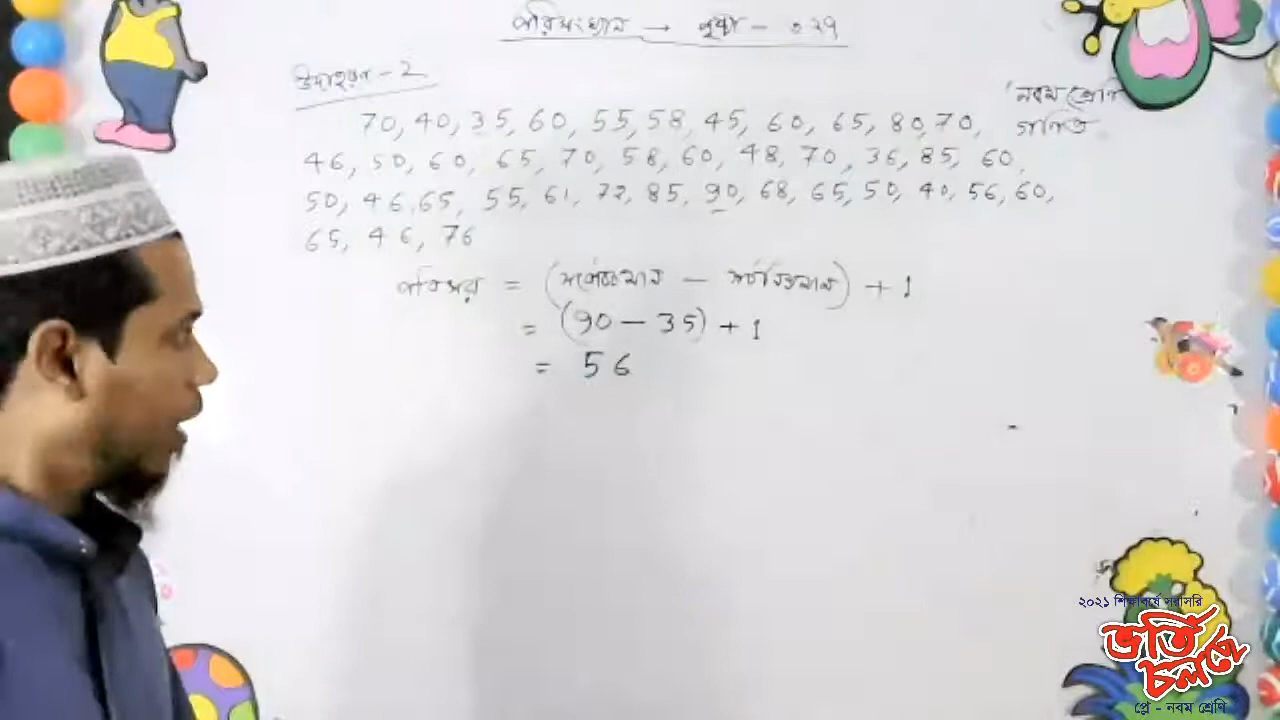 পরিসংখ্যান → পৃষ্ঠা - ৩২৭
উদাহরণ - 2
নবম শ্রেণি
গণিত
70, 40, 35, 60, 55, 58, 45, 60, 65, 80, 70,
46, 50, 60, 65, 70, 58, 60, 48, 70, 36, 85, 60,
50, 46, 65, 55, 61, 72, 85, 90, 68, 65, 50, 40, 56, 60,
65, 46, 76
পরিসর = (সর্বোচ্চমান - সর্বনিম্নমান) + 1
= (90 - 35) + 1
= 56
২০২১ শিক্ষাবর্ষে সরাসরি
ভর্তি
চলছে
প্লে - নবম শ্রেণি